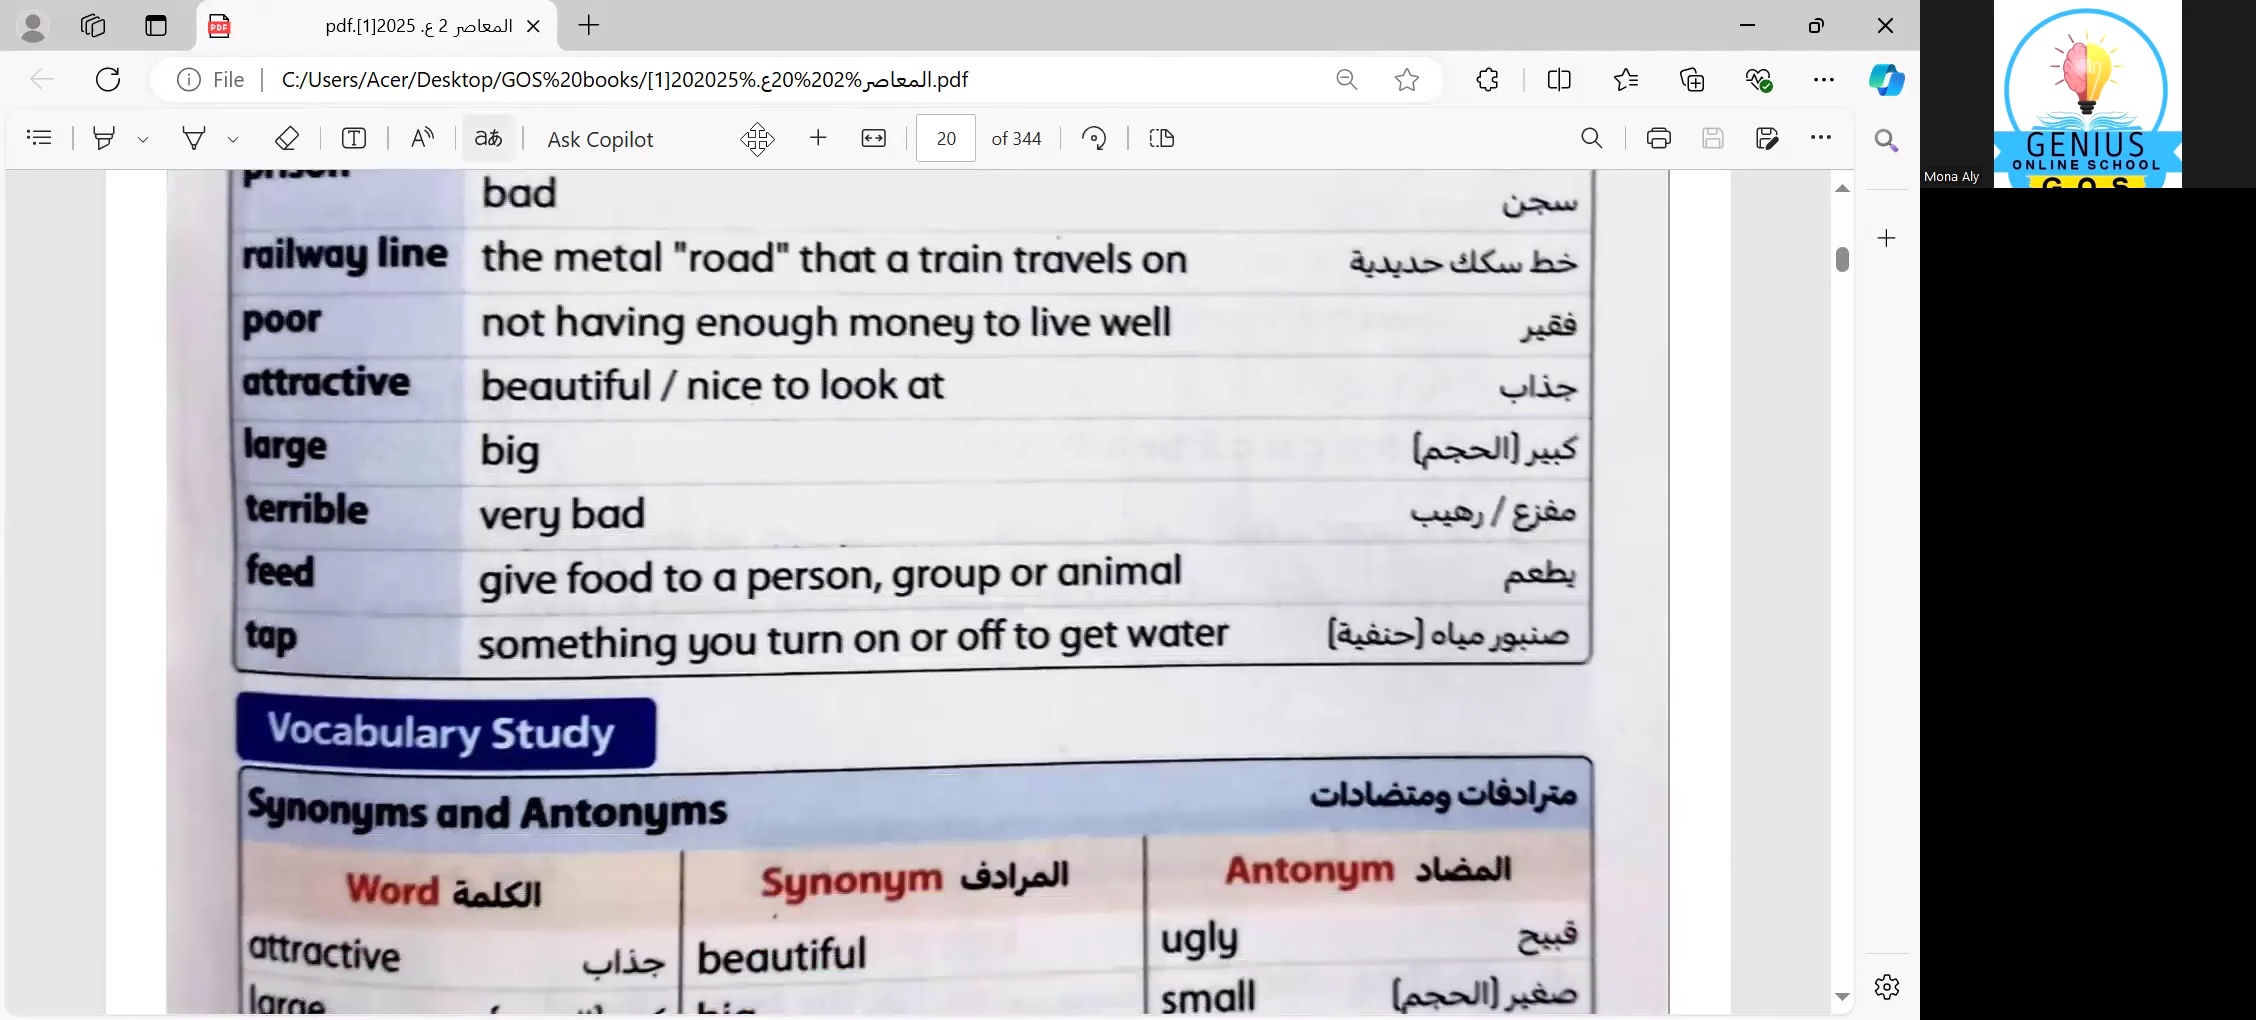 المعاصر 2 ع. 2025[1].pdf
File
C:/Users/Acer/Desktop/GOS%20books/المعاصر%202%20ع.%202025[1].pdf
Ask Copilot
20 of 344
Mona Aly
GENIUS
ONLINE SCHOOL
GOS
prison bad سجن
railway line the metal "road" that a train travels on خط سكك حديدية
poor not having enough money to live well فقير
attractive beautiful / nice to look at جذاب
large big كبير [الحجم]
terrible very bad مفزع / رهيب
feed give food to a person, group or animal يطعم
tap something you turn on or off to get water صنبور مياه [حنفية]
Vocabulary Study
Synonyms and Antonyms مترادفات ومتضادات
Word الكلمة Synonym المرادف Antonym المضاد
attractive جذاب beautiful ugly قبيح
large big small صغير [الحجم]